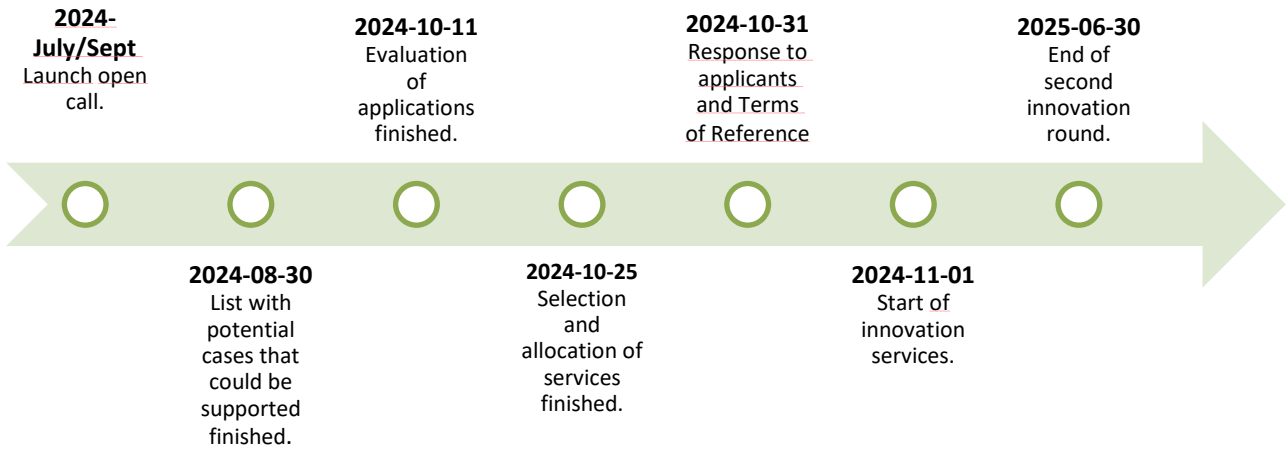 2024-
July/Sept
Launch open
call.
2024-08-30
List with
potential
cases that
could be
supported
finished.
2024-10-11
Evaluation
of
applications
finished.
2024-10-25
Selection
and
allocation of
services
finished.
2024-10-31
Response to
applicants
and Terms
of Reference
2024-11-01
Start of
innovation
services.
2025-06-30
End of
second
innovation
round.